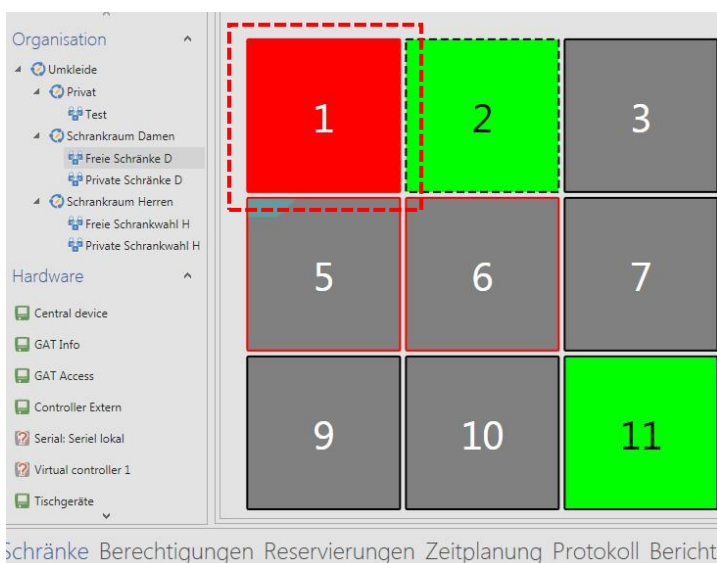 Organisation
Umkleide
Privat
Test
Schrankraum Damen
Freie Schränke D
Private Schränke D
Schrankraum Herren
Freie Schrankwahl H
Private Schrankwahl H
Hardware
Central device
GAT Info
GAT Access
Controller Extern
Serial: Seriel lokal
Virtual controller 1
Tischgeräte
1 2 3
5 6 7
9 10 11
Schränke Berechtigungen Reservierungen Zeitplanung Protokoll Bericht